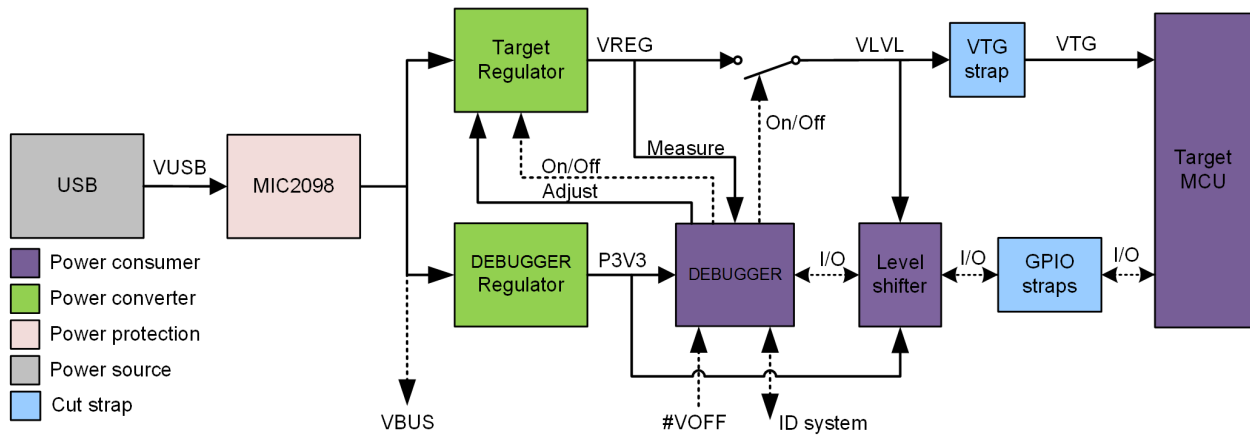 Target
Regulator
VREG
VLVL
VTG
strap
VTG
On/Off
Measure
USB
VUSB
MIC2098
On/Off
Adjust
Target
MCU
DEBUGGER
Regulator
P3V3
DEBUGGER
I/O
Level
shifter
I/O
GPIO
straps
I/O
Power consumer
Power converter
Power protection
Power source
Cut strap
VBUS
#VOFF
ID system